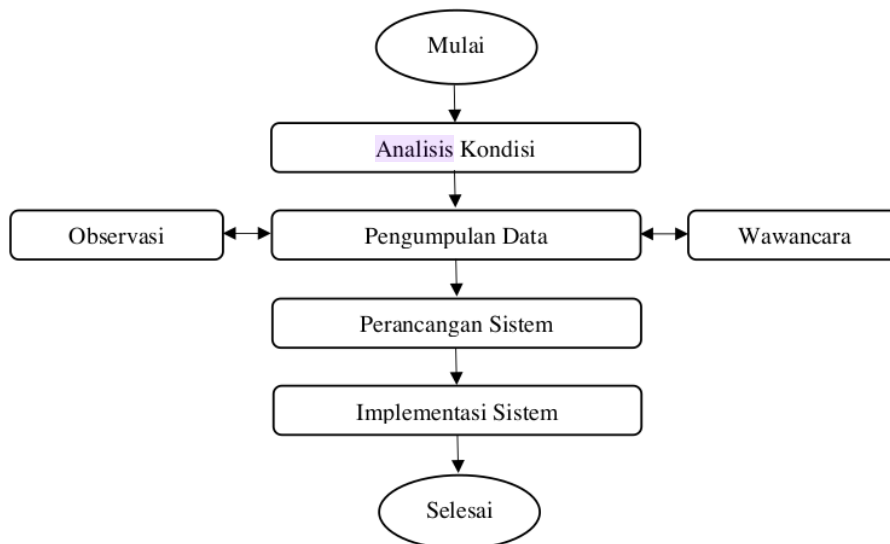 Mulai
Analisis Kondisi
Observasi
Pengumpulan Data
Wawancara
Perancangan Sistem
Implementasi Sistem
Selesai